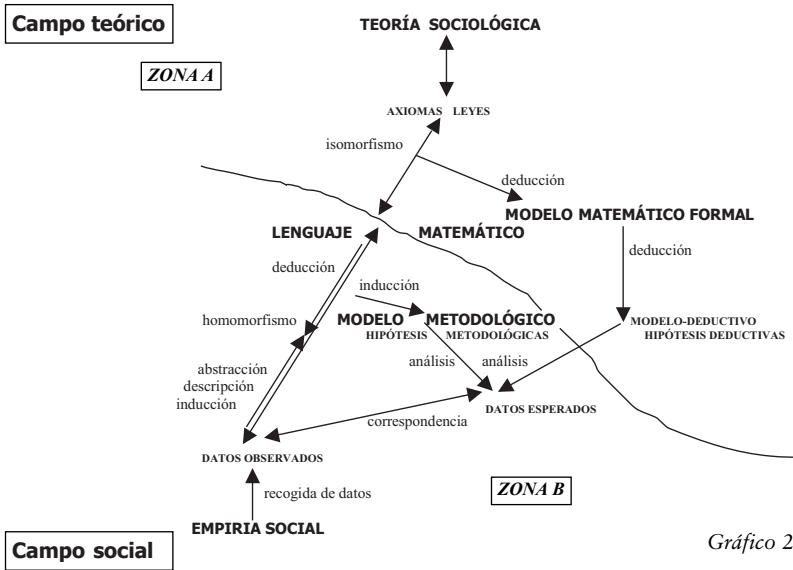 Campo teórico
TEORÍA SOCIOLÓGICA
ZONA A
AXIOMAS LEYES
isomorfismo
deducción
MODELO MATEMÁTICO FORMAL
LENGUAJE MATEMÁTICO
deducción
deducción
inducción
homomorfismo
MODELO METODOLÓGICO
HIPÓTESIS METODOLÓGICAS
MODELO-DEDUCTIVO
HIPÓTESIS DEDUCTIVAS
análisis análisis
abstracción
descripción
inducción
DATOS ESPERADOS
correspondencia
DATOS OBSERVADOS
recogida de datos
ZONA B
EMPIRIA SOCIAL
Campo social
Gráfico 2